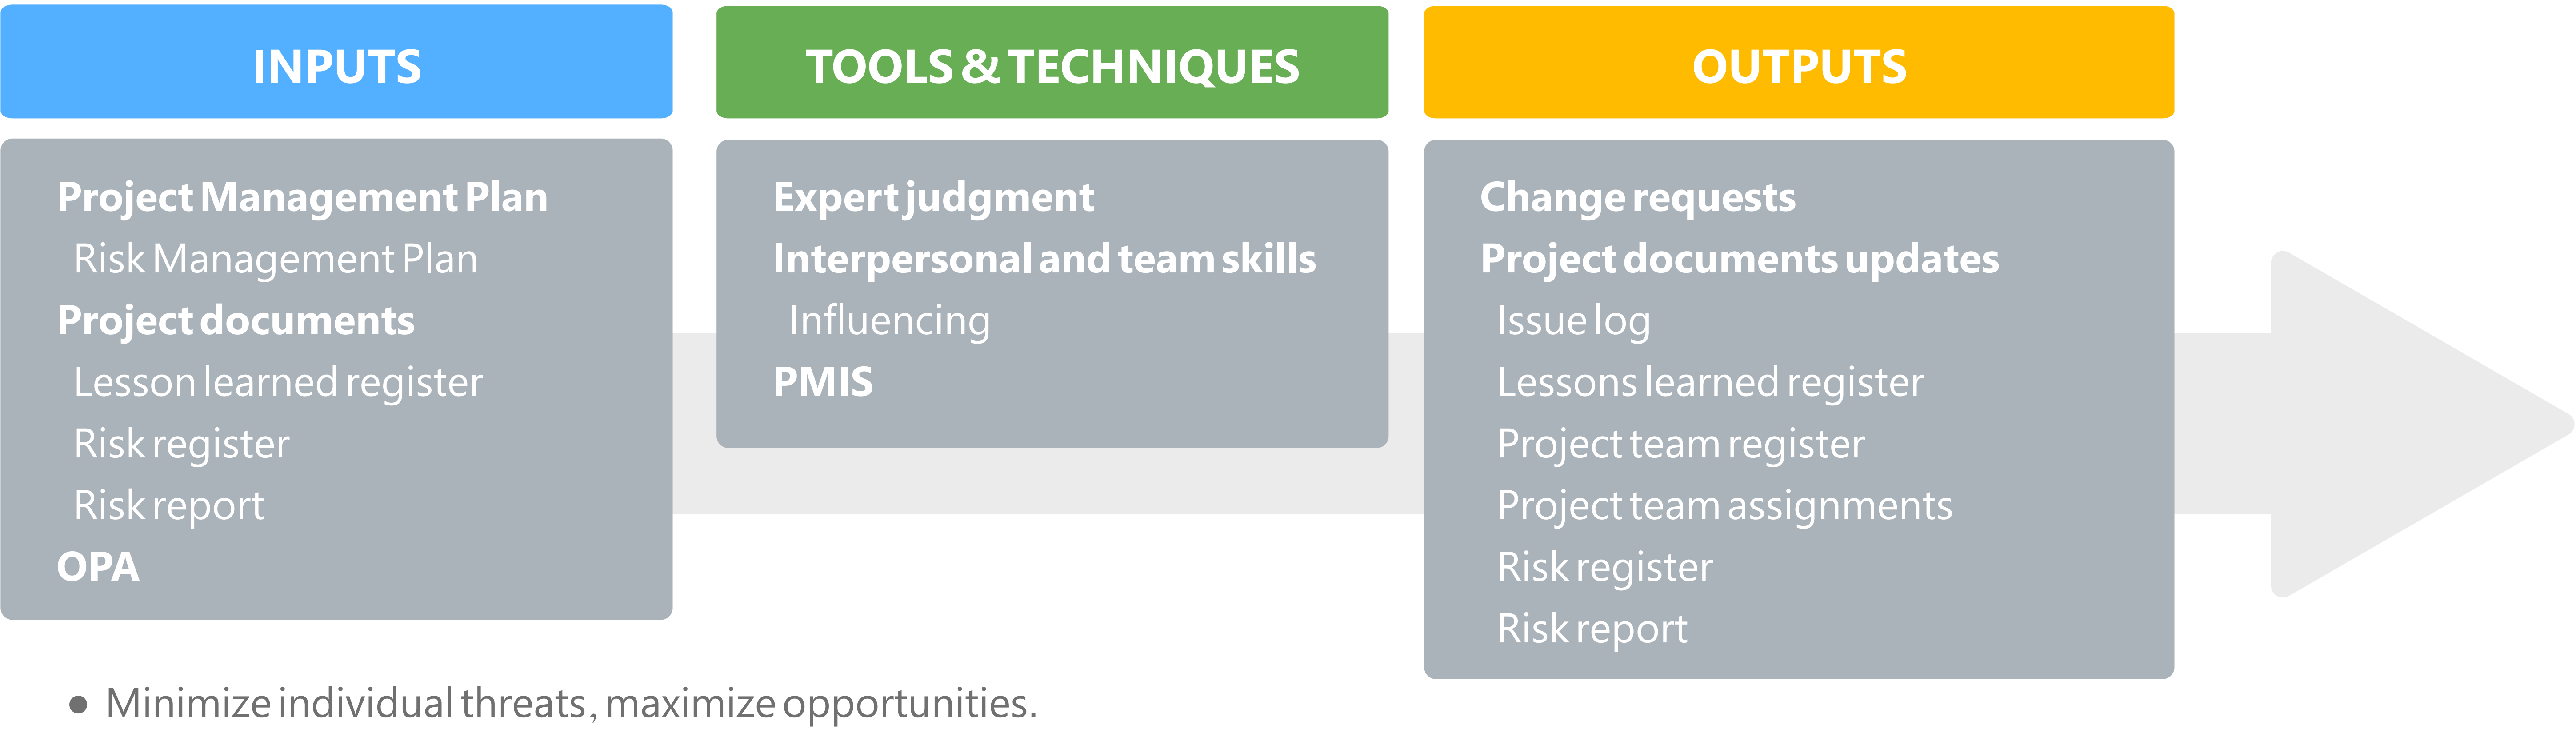 INPUTS
Project Management Plan
Risk Management Plan
Project documents
Lesson learned register
Risk register
Risk report
OPA
TOOLS & TECHNIQUES
Expert judgment
Interpersonal and team skills
Influencing
PMIS
OUTPUTS
Change requests
Project documents updates
Issue log
Lessons learned register
Project team register
Project team assignments
Risk register
Risk report
● Minimize individual threats, maximize opportunities.